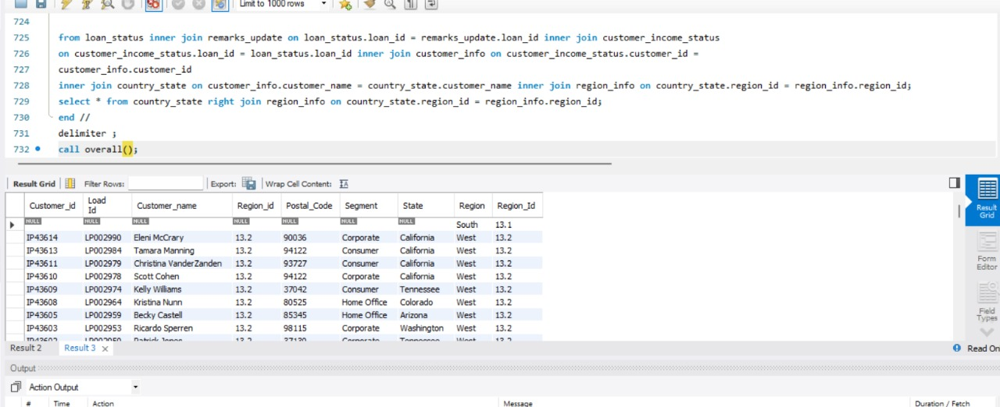 Limit to 1000 rows
724
725 from loan_status inner join remarks_update on loan_status.loan_id = remarks_update.loan_id inner join customer_income_status
726 on customer_income_status.loan_id = loan_status.loan_id inner join customer_info on customer_income_status.customer_id =
727 customer_info.customer_id
728 inner join country_state on customer_info.customer_name = country_state.customer_name inner join region_info on country_state.region_id = region_info.region_id;
729 select * from country_state right join region_info on country_state.region_id = region_info.region_id;
730 end //
731 delimiter ;
732 call overall();
Result Grid Filter Rows: Export: Wrap Cell Content:
Customer_id Load Id Customer_name Region_id Postal_Code Segment State Region Region_Id
NULL NULL NULL NULL NULL NULL NULL South 13.1
IP43614 LP002990 Eleni McCrary 13.2 90036 Corporate California West 13.2
IP43613 LP002984 Tamara Manning 13.2 94122 Consumer California West 13.2
IP43611 LP002979 Christina VanderZanden 13.2 93727 Consumer California West 13.2
IP43610 LP002978 Scott Cohen 13.2 94122 Corporate California West 13.2
IP43609 LP002974 Kelly Williams 13.2 37042 Consumer Tennessee West 13.2
IP43608 LP002964 Kristina Nunn 13.2 80525 Home Office Colorado West 13.2
IP43605 LP002959 Becky Castell 13.2 85345 Home Office Arizona West 13.2
IP43603 LP002953 Ricardo Sperren 13.2 98115 Corporate Washington West 13.2
Patrick Jones 13.2 Corporate Tennessee West 13.2
Result Grid
Form Editor
Field Types
Result 2 Result 3 Read On
Output
Action Output
# Time Action Message Duration / Fetch